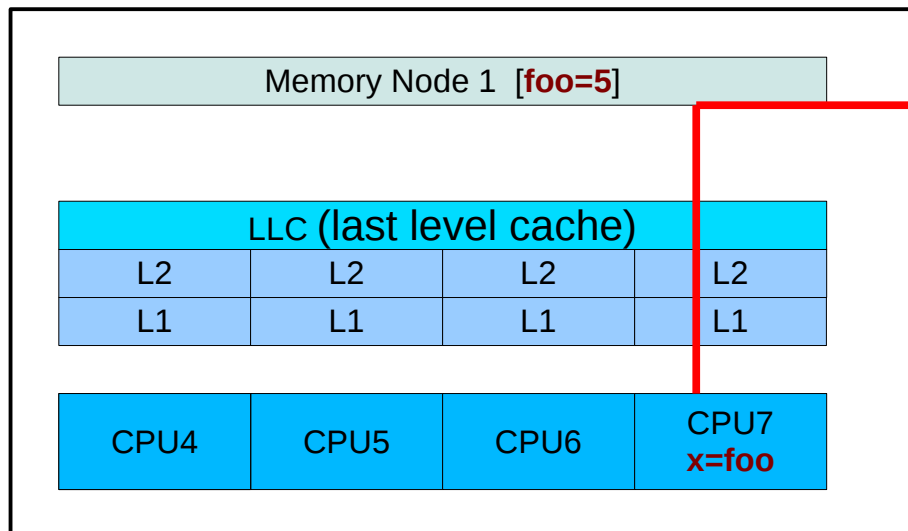 Memory Node 1 [foo=5]
LLC (last level cache)
L2 L2 L2 L2
L1 L1 L1 L1
CPU4 CPU5 CPU6 CPU7
x=foo